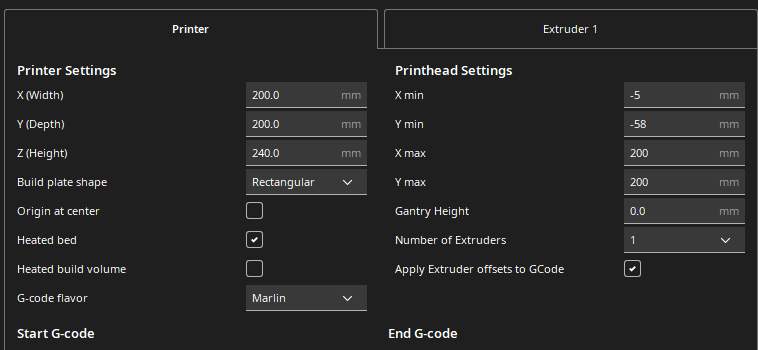 Printer
Extruder 1
Printer Settings
X (Width) 200.0 mm
Y (Depth) 200.0 mm
Z (Height) 240.0 mm
Build plate shape Rectangular
Origin at center
Heated bed
Heated build volume
G-code flavor Marlin
Printhead Settings
X min -5 mm
Y min -58 mm
X max 200 mm
Y max 200 mm
Gantry Height 0.0 mm
Number of Extruders 1
Apply Extruder offsets to GCode
Start G-code
End G-code